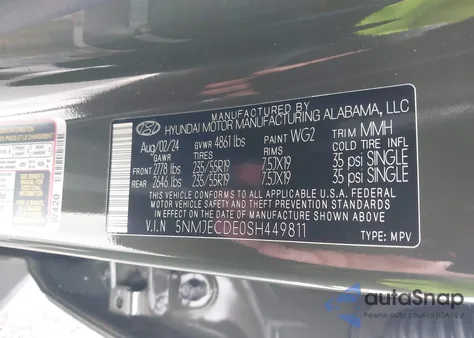 MANUFACTURED BY
HYUNDAI MOTOR MANUFACTURING ALABAMA, LLC
Aug/02/74 GVWR 4861 lbs PAINT WG2 TRIM MMH
GAWR TIRES RIMS COLD TIRE INFL
FRONT 2778 lbs 235/55R19 7.5JX19 35 psi SINGLE
REAR 2646 lbs 235/55R19 7.5JX19 35 psi SINGLE
THIS VEHICLE CONFORMS TO ALL APPLICABLE U.S.A. FEDERAL
MOTOR VEHICLE SAFETY, BUMPER, AND
THEFT PREVENTION STANDARDS IN EFFECT ON THE DATE OF
MANUFACTURE SHOWN ABOVE.
V.I.N 5NMJECDE0SH449811
TYPE: MPV
autoSnap